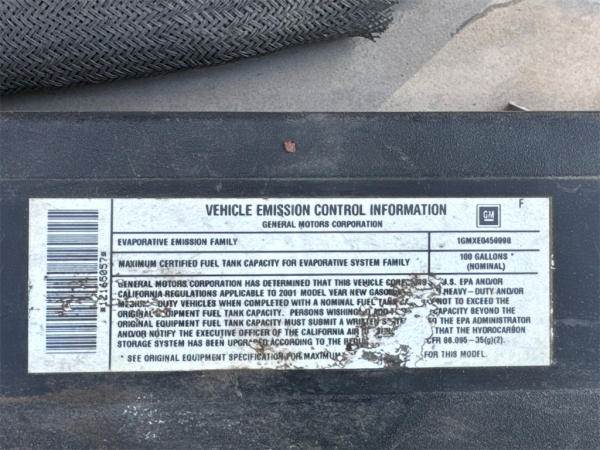 VEHICLE EMISSION CONTROL INFORMATION
GM
F
GENERAL MOTORS CORPORATION
EVAPORATIVE EMISSION FAMILY 1GMXE0459998
MAXIMUM CERTIFIED FUEL TANK CAPACITY FOR EVAPORATIVE SYSTEM FAMILY 100 GALLONS *
(NOMINAL)
GENERAL MOTORS CORPORATION HAS DETERMINED THAT THIS VEHICLE U.S. EPA AND/OR
CALIFORNIA REGULATIONS APPLICABLE TO 2001 MODEL YEAR NEW HEAVY-DUTY AND/OR
DUTY VEHICLES WHEN COMPLETED WITH A NOMINAL FUEL NOT TO EXCEED THE
ORIGINAL EQUIPMENT FUEL TANK CAPACITY. PERSONS WISHING CAPACITY BEYOND THE
ORIGINAL EQUIPMENT FUEL TANK CAPACITY MUST SUBMIT A THE EPA ADMINISTRATOR
AND/OR NOTIFY THE EXECUTIVE OFFICER OF THE CALIFORNIA AIR THAT THE HYDROCARBON
STORAGE SYSTEM HAS BEEN UPGRADED ACCORDING TO THE CFR 86.095-35(g)(2).
* SEE ORIGINAL EQUIPMENT SPECIFICATION FOR MAXIMUM FOR THIS MODEL.
*12165057*